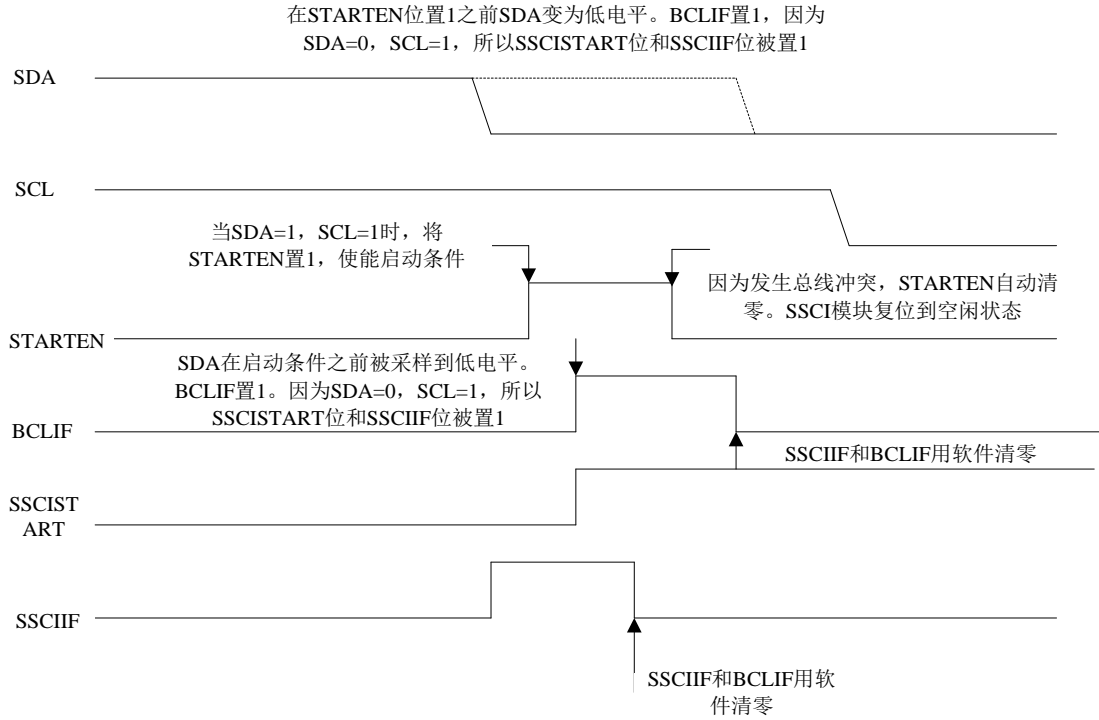 在STARTEN位置1之前SDA变为低电平。BCLIF置1，因为
SDA=0，SCL=1，所以SSCISTART位和SSCIIF位被置1
SDA
SCL
当SDA=1，SCL=1时，将
STARTEN置1，使能启动条件
因为发生总线冲突，STARTEN自动清
零。SSCI模块复位到空闲状态
STARTEN
SDA在启动条件之前被采样到低电平。
BCLIF置1。因为SDA=0，SCL=1，所以
SSCISTART位和SSCIIF位被置1
BCLIF
SSCIIF和BCLIF用软件清零
SSCIST
ART
SSCIIF
SSCIIF和BCLIF用软
件清零